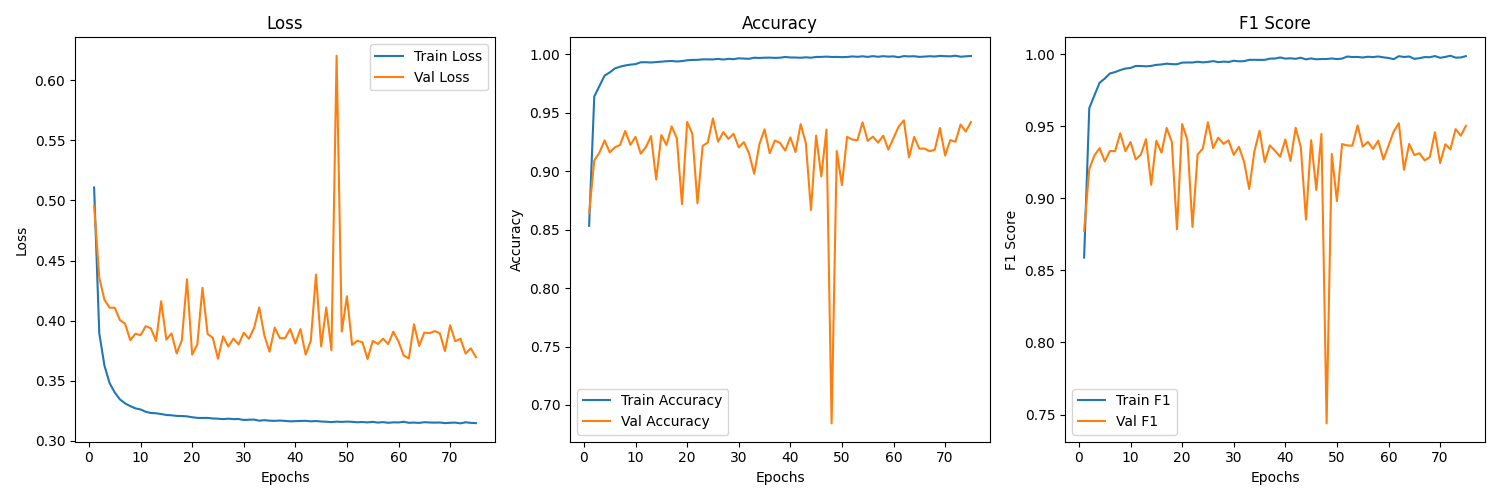 Loss
Train Loss
Val Loss
0.60
0.55
0.50
0.45
0.40
0.35
0.30
Loss
0 10 20 30 40 50 60 70
Epochs
Accuracy
1.00
0.95
0.90
0.85
0.80
0.75
0.70
Accuracy
Train Accuracy
Val Accuracy
0 10 20 30 40 50 60 70
Epochs
F1 Score
1.00
0.95
0.90
0.85
0.80
0.75
F1 Score
Train F1
Val F1
0 10 20 30 40 50 60 70
Epochs